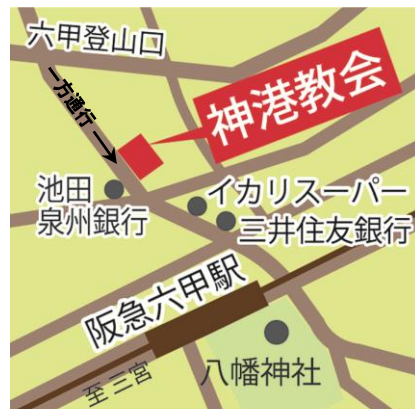 六甲登山口
一方通行→
神港教会
池田
泉州銀行
イカリスーパー
三井住友銀行
阪急六甲駅
八幡神社
至三宮